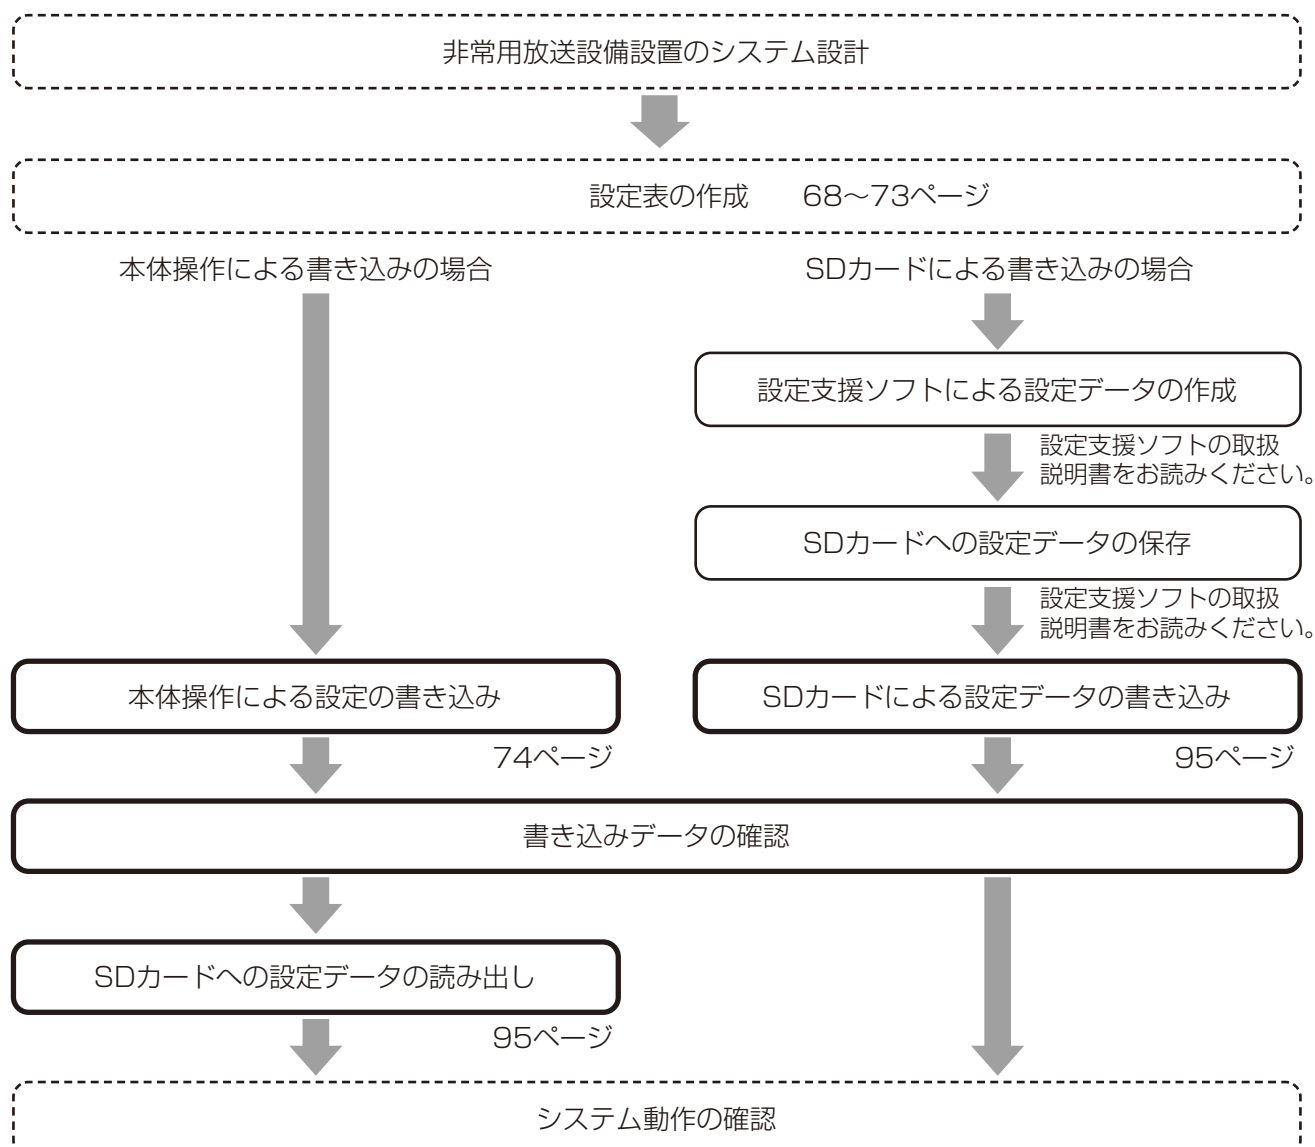 非常用放送設備設置のシステム設計
設定表の作成　68～73ページ
本体操作による書き込みの場合
SDカードによる書き込みの場合
設定支援ソフトによる設定データの作成
設定支援ソフトの取扱
説明書をお読みください。
SDカードへの設定データの保存
設定支援ソフトの取扱
説明書をお読みください。
本体操作による設定の書き込み
SDカードによる設定データの書き込み
74ページ
95ページ
書き込みデータの確認
SDカードへの設定データの読み出し
95ページ
システム動作の確認